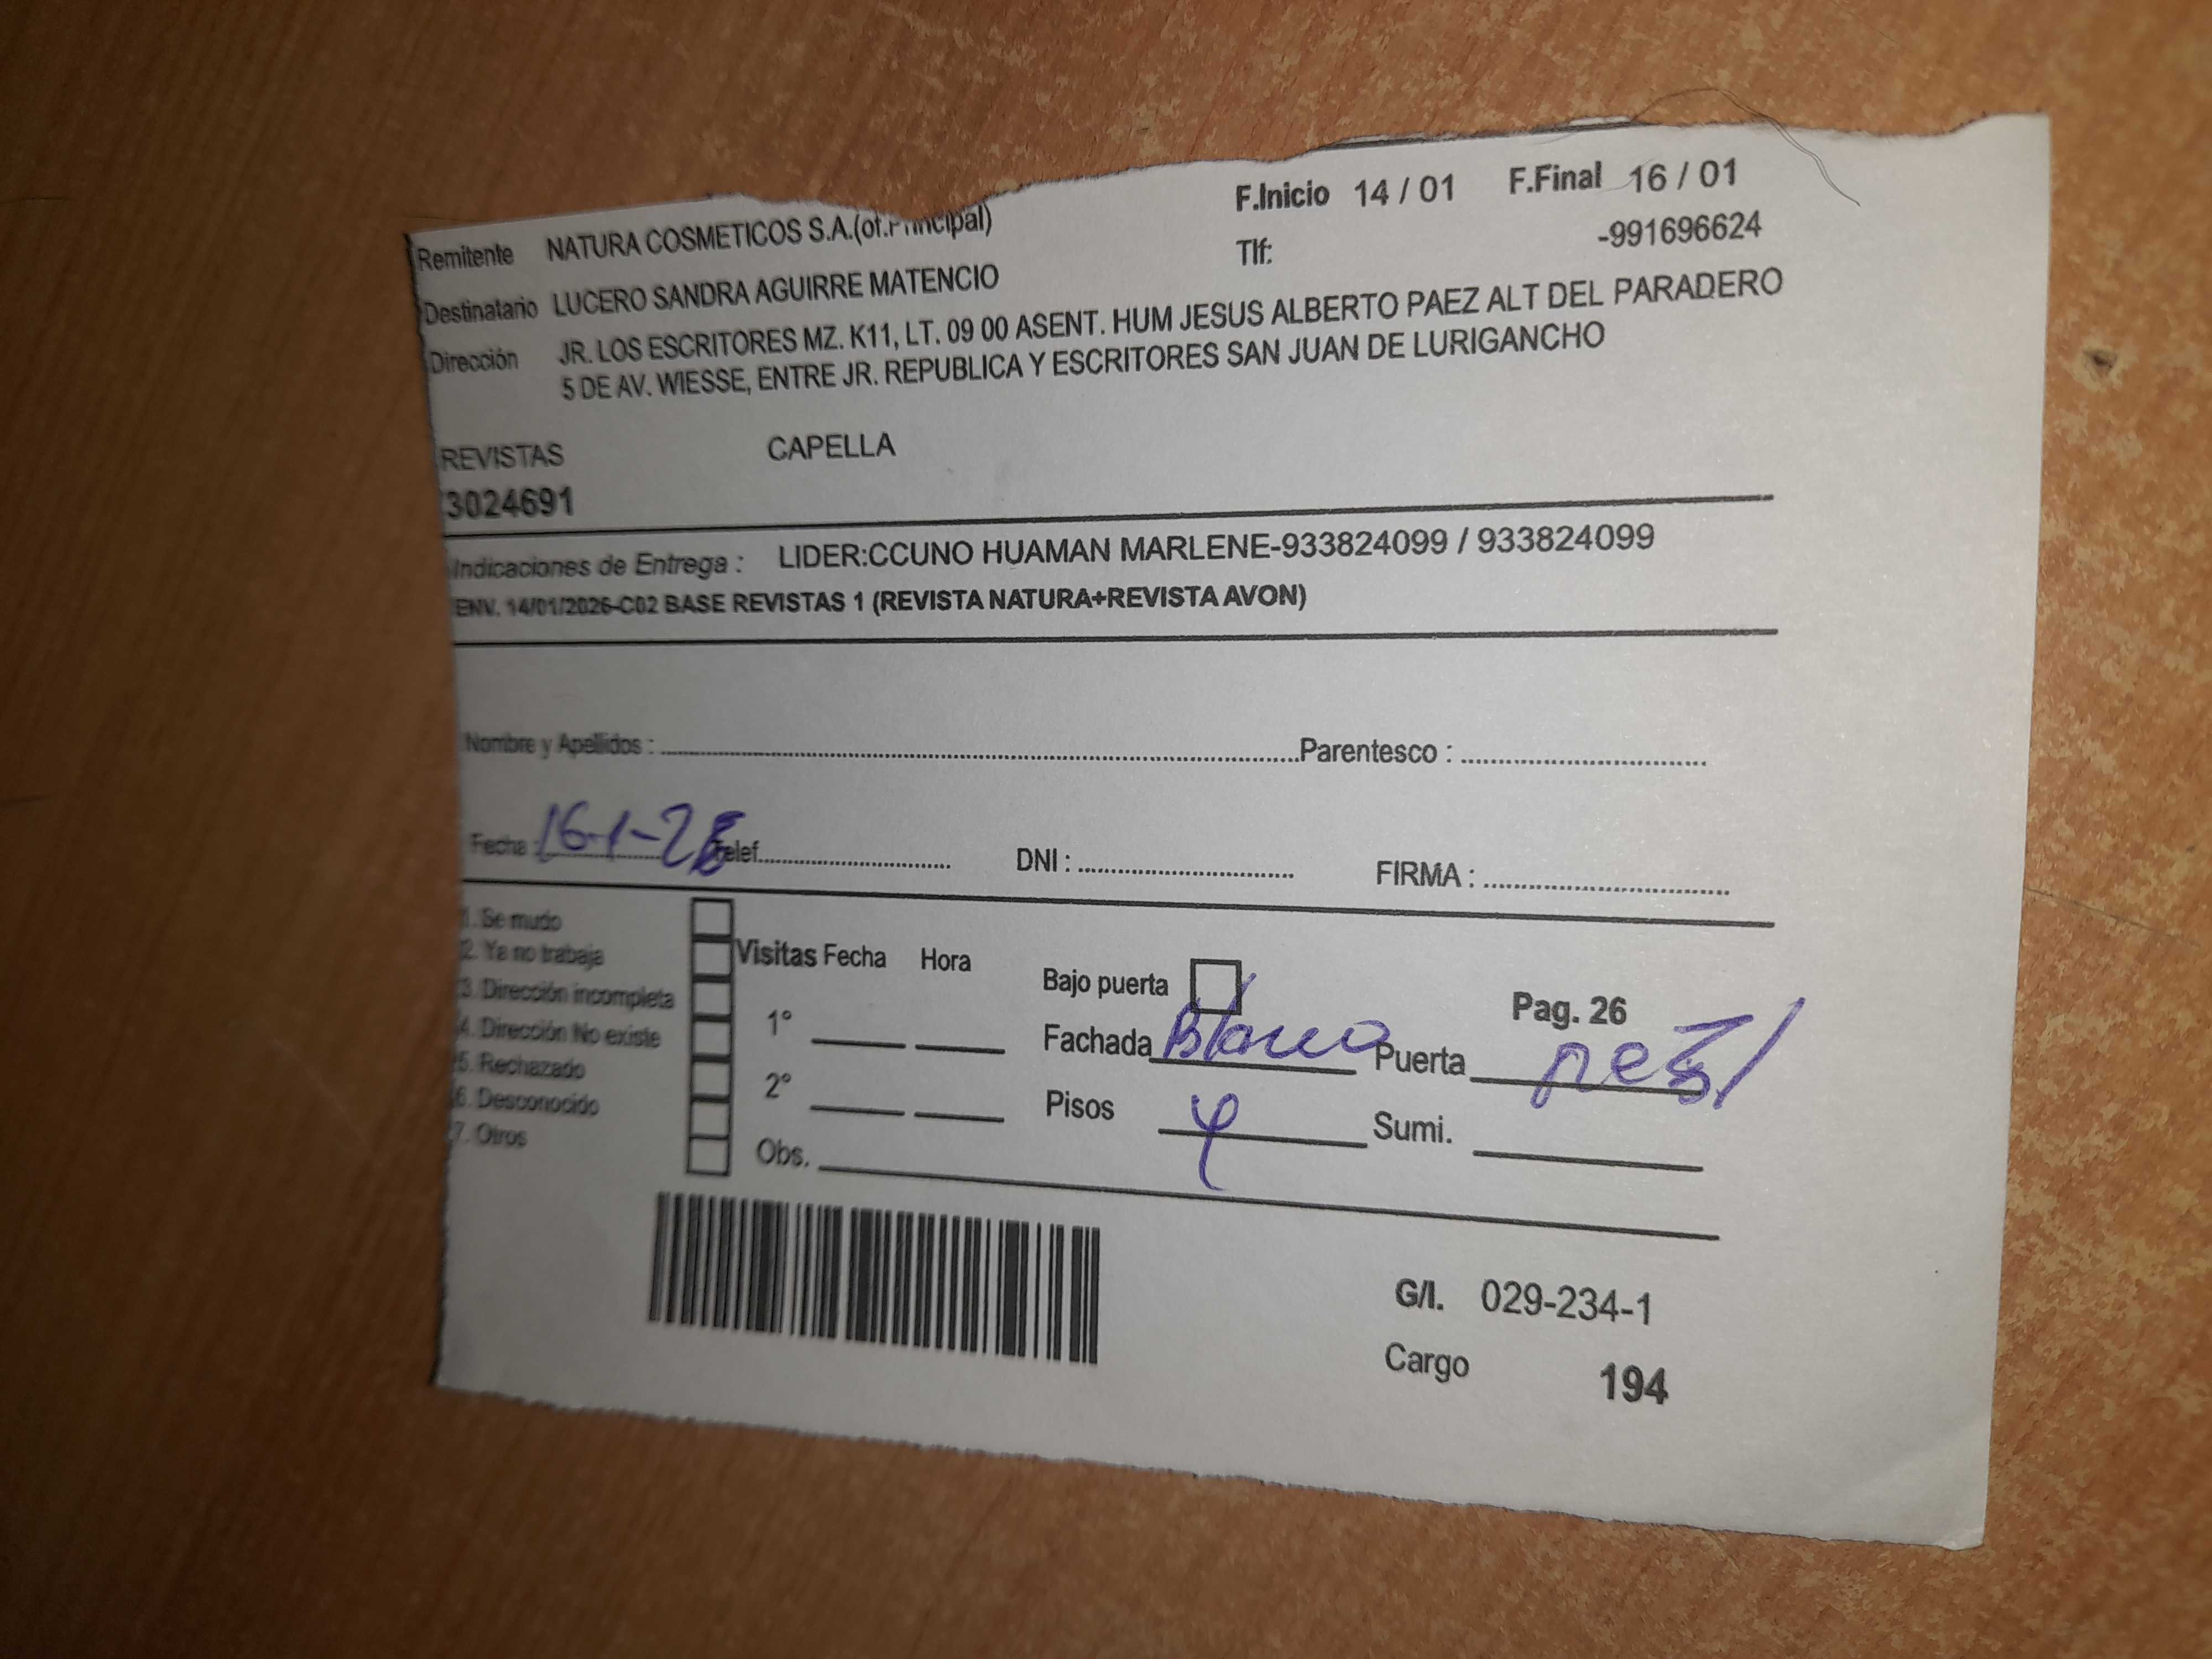 F.Inicio 14 / 01 F.Final 16 / 01
Remitente NATURA COSMETICOS S.A.(of.Principal)
Tlf: -991696624
Destinatario LUCERO SANDRA AGUIRRE MATENCIO
Dirección JR. LOS ESCRITORES MZ. K11, LT. 09 00 ASENT. HUM JESUS ALBERTO PAEZ ALT DEL PARADERO
5 DE AV. WIESSE, ENTRE JR. REPUBLICA Y ESCRITORES SAN JUAN DE LURIGANCHO
REVISTAS CAPELLA
3024691
Indicaciones de Entrega : LIDER:CCUNO HUAMAN MARLENE-933824099 / 933824099
ENV. 14/01/2026-C02 BASE REVISTAS 1 (REVISTA NATURA+REVISTA AVON)
Nombre y Apellidos : Parentesco :
Fecha : 16-1-26 Telef. DNI : FIRMA :
1. Se mudo
2. Ya no trabaja
3. Dirección incompleta
4. Dirección No existe
5. Rechazado
6. Desconocido
7. Otros
Visitas Fecha Hora
1°
2°
Obs.
Bajo puerta
Pag. 26
Fachada Blanco Puerta
Pisos 4 Sumi.
G/I. 029-234-1
Cargo 194